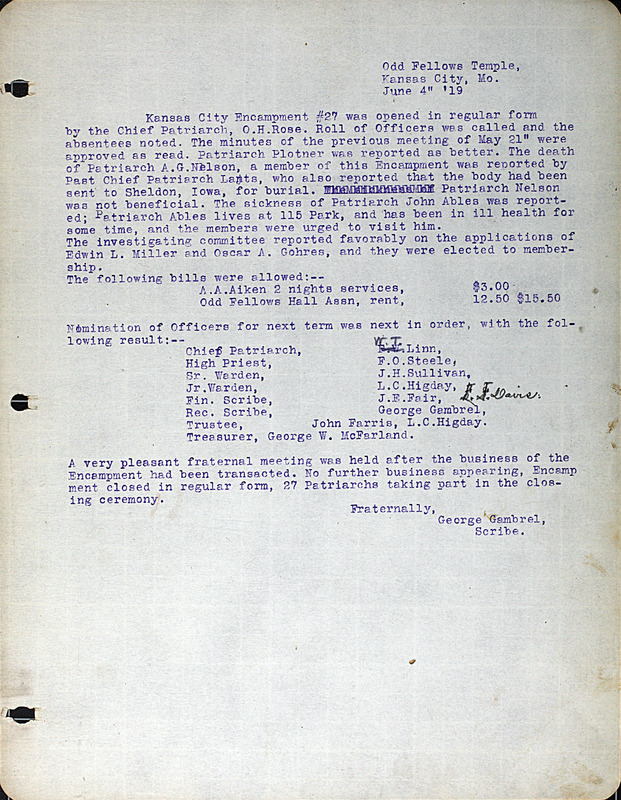 Odd Fellows Temple,
Kansas City, Mo.
June 4" '19
Kansas City Encampment #27 was opened in regular form
by the Chief Patriarch, O.H.Rose. Roll of Officers was called and the
absentees noted. The minutes of the previous meeting of May 21" were
approved as read. Patriarch Plotner was reported as better. The death
of Patriarch A.G.Nelson, a member of this Encampment was reported by
Past Chief Patriarch Lantz, who also reported that the body had been
sent to Sheldon, Iowa, for burial. Patriarch Nelson
was not beneficial. The sickness of Patriarch John Ables was report-
ed; Patriarch Ables lives at 115 Park, and has been in ill health for
some time, and the members were urged to visit him.
The investigating committee reported favorably on the applications of
Edwin L. Miller and Oscar A. Gohres, and they were elected to member-
ship.
The following bills were allowed:--
A.A.Aiken 2 nights services, $3.00
Odd Fellows Hall Assn, rent, 12.50 $15.50
Nomination of Officers for next term was next in order, with the fol-
lowing result:--
Chief Patriarch, Linn,
High Priest, F.O.Steele,
Sr. Warden, J.H.Sullivan,
Jr.Warden, L.C.Higday,
Fin. Scribe, J.E.Fair, Davis.
Rec. Scribe, George Gambrel,
Trustee, John Farris, L.C.Higday.
Treasurer, George W. McFarland.
A very pleasant fraternal meeting was held after the business of the
Encampment had been transacted. No further business appearing, Encamp
ment closed in regular form, 27 Patriarchs taking part in the clos-
ing ceremony.
Fraternally,
George Gambrel,
Scribe.